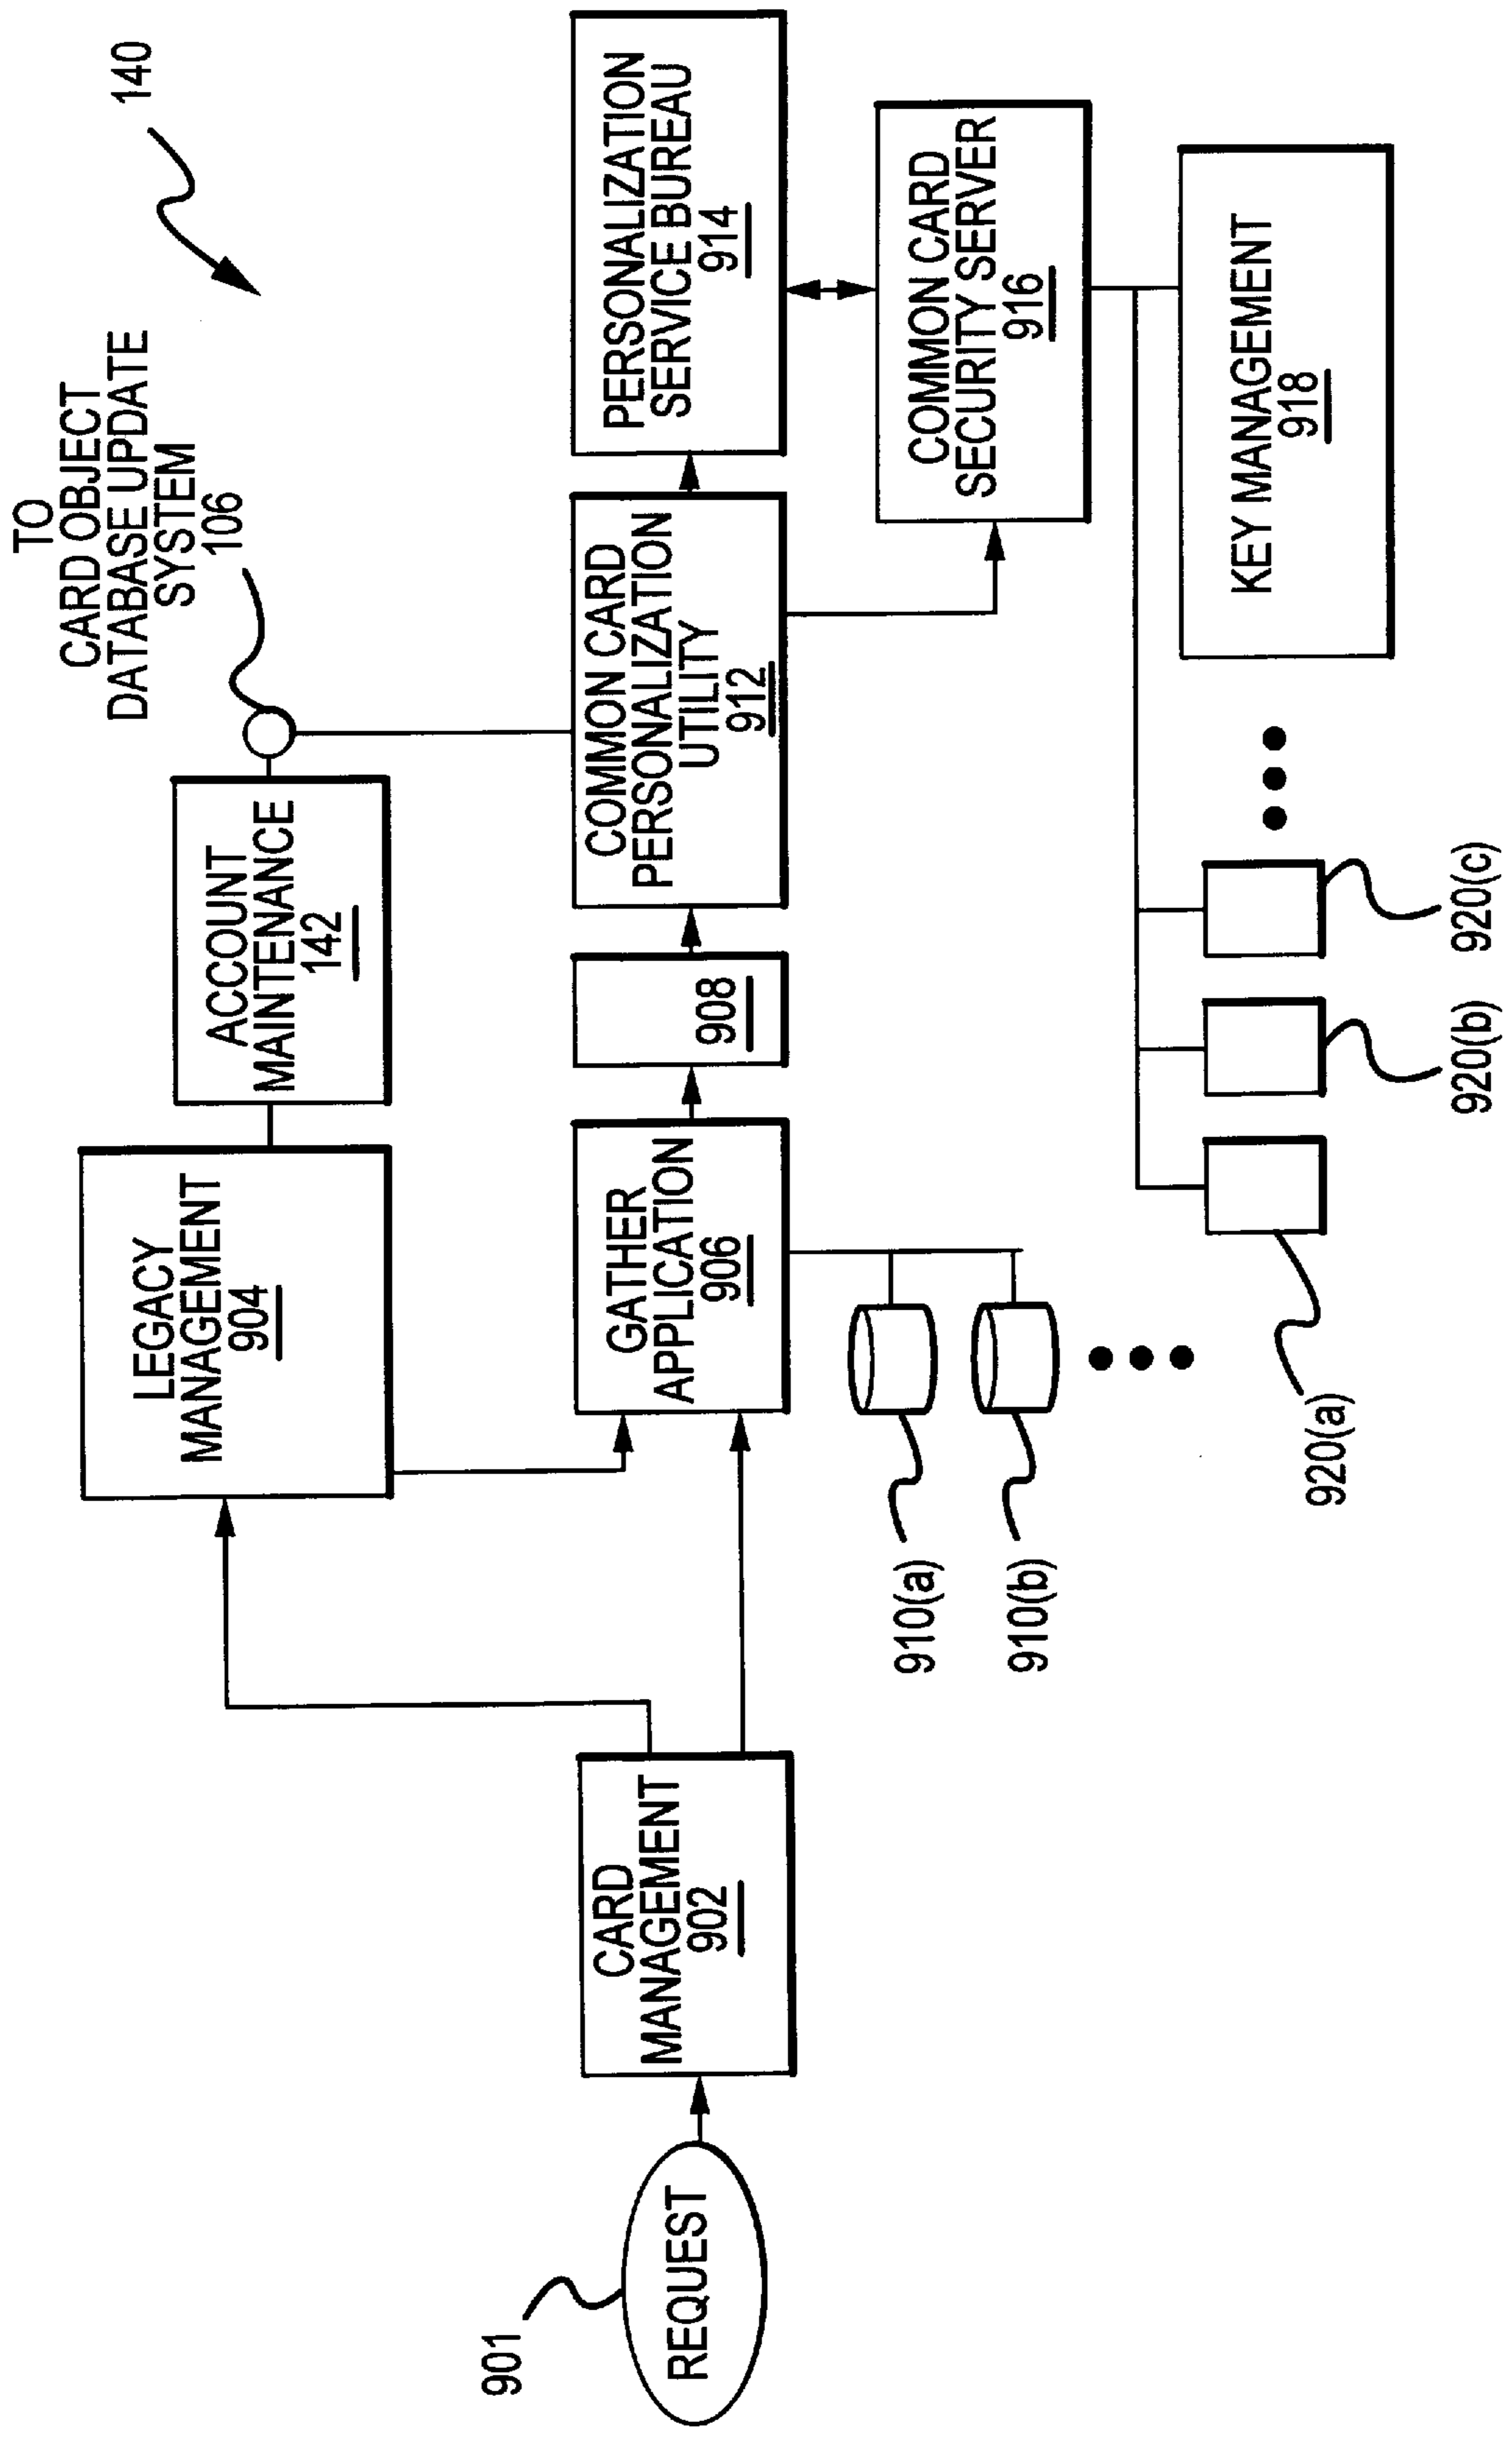 140
TO
CARD OBJECT
DATABASE UPDATE
SYSTEM
106
LEGACY
MANAGEMENT
904
ACCOUNT
MAINTENANCE
142
901
REQUEST
CARD
MANAGEMENT
902
GATHER
APPLICATION
906
908
COMMON CARD
PERSONALIZATION
UTILITY
912
PERSONALIZATION
SERVICE BUREAU
914
COMMON CARD
SECURITY SERVER
916
910(a)
910(b)
KEY MANAGEMENT
918
920(a)
920(b)
920(c)